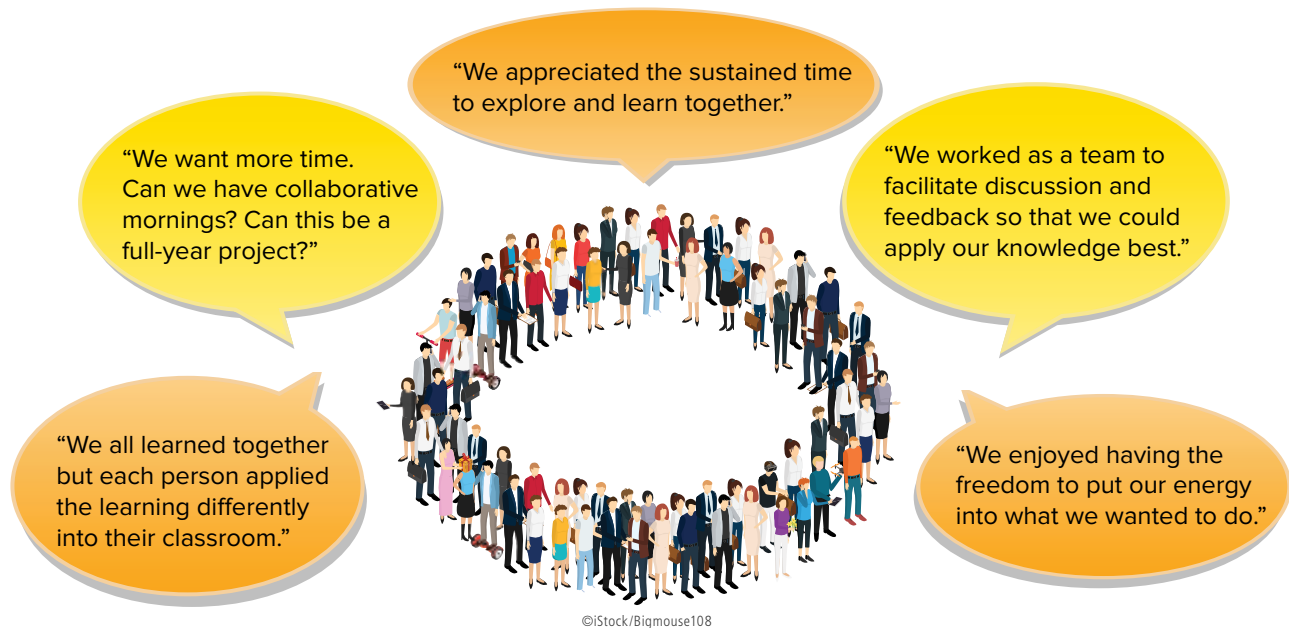 “We appreciated the sustained time
to explore and learn together.”
“We want more time.
Can we have collaborative
mornings? Can this be a
full-year project?”
“We worked as a team to
facilitate discussion and
feedback so that we could
apply our knowledge best.”
“We all learned together
but each person applied
the learning differently
into their classroom.”
“We enjoyed having the
freedom to put our energy
into what we wanted to do.”
©iStock/Bigmouse108